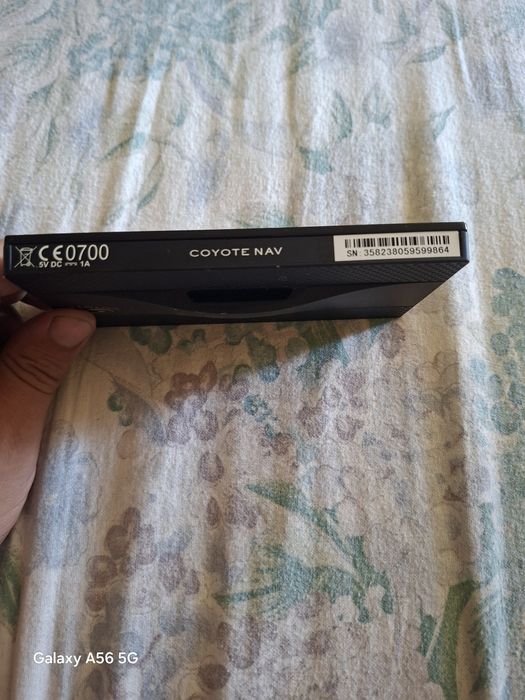 CE0700
5V DC ⎓ 1A
COYOTE NAV
SN: 358238059599864
Galaxy A56 5G